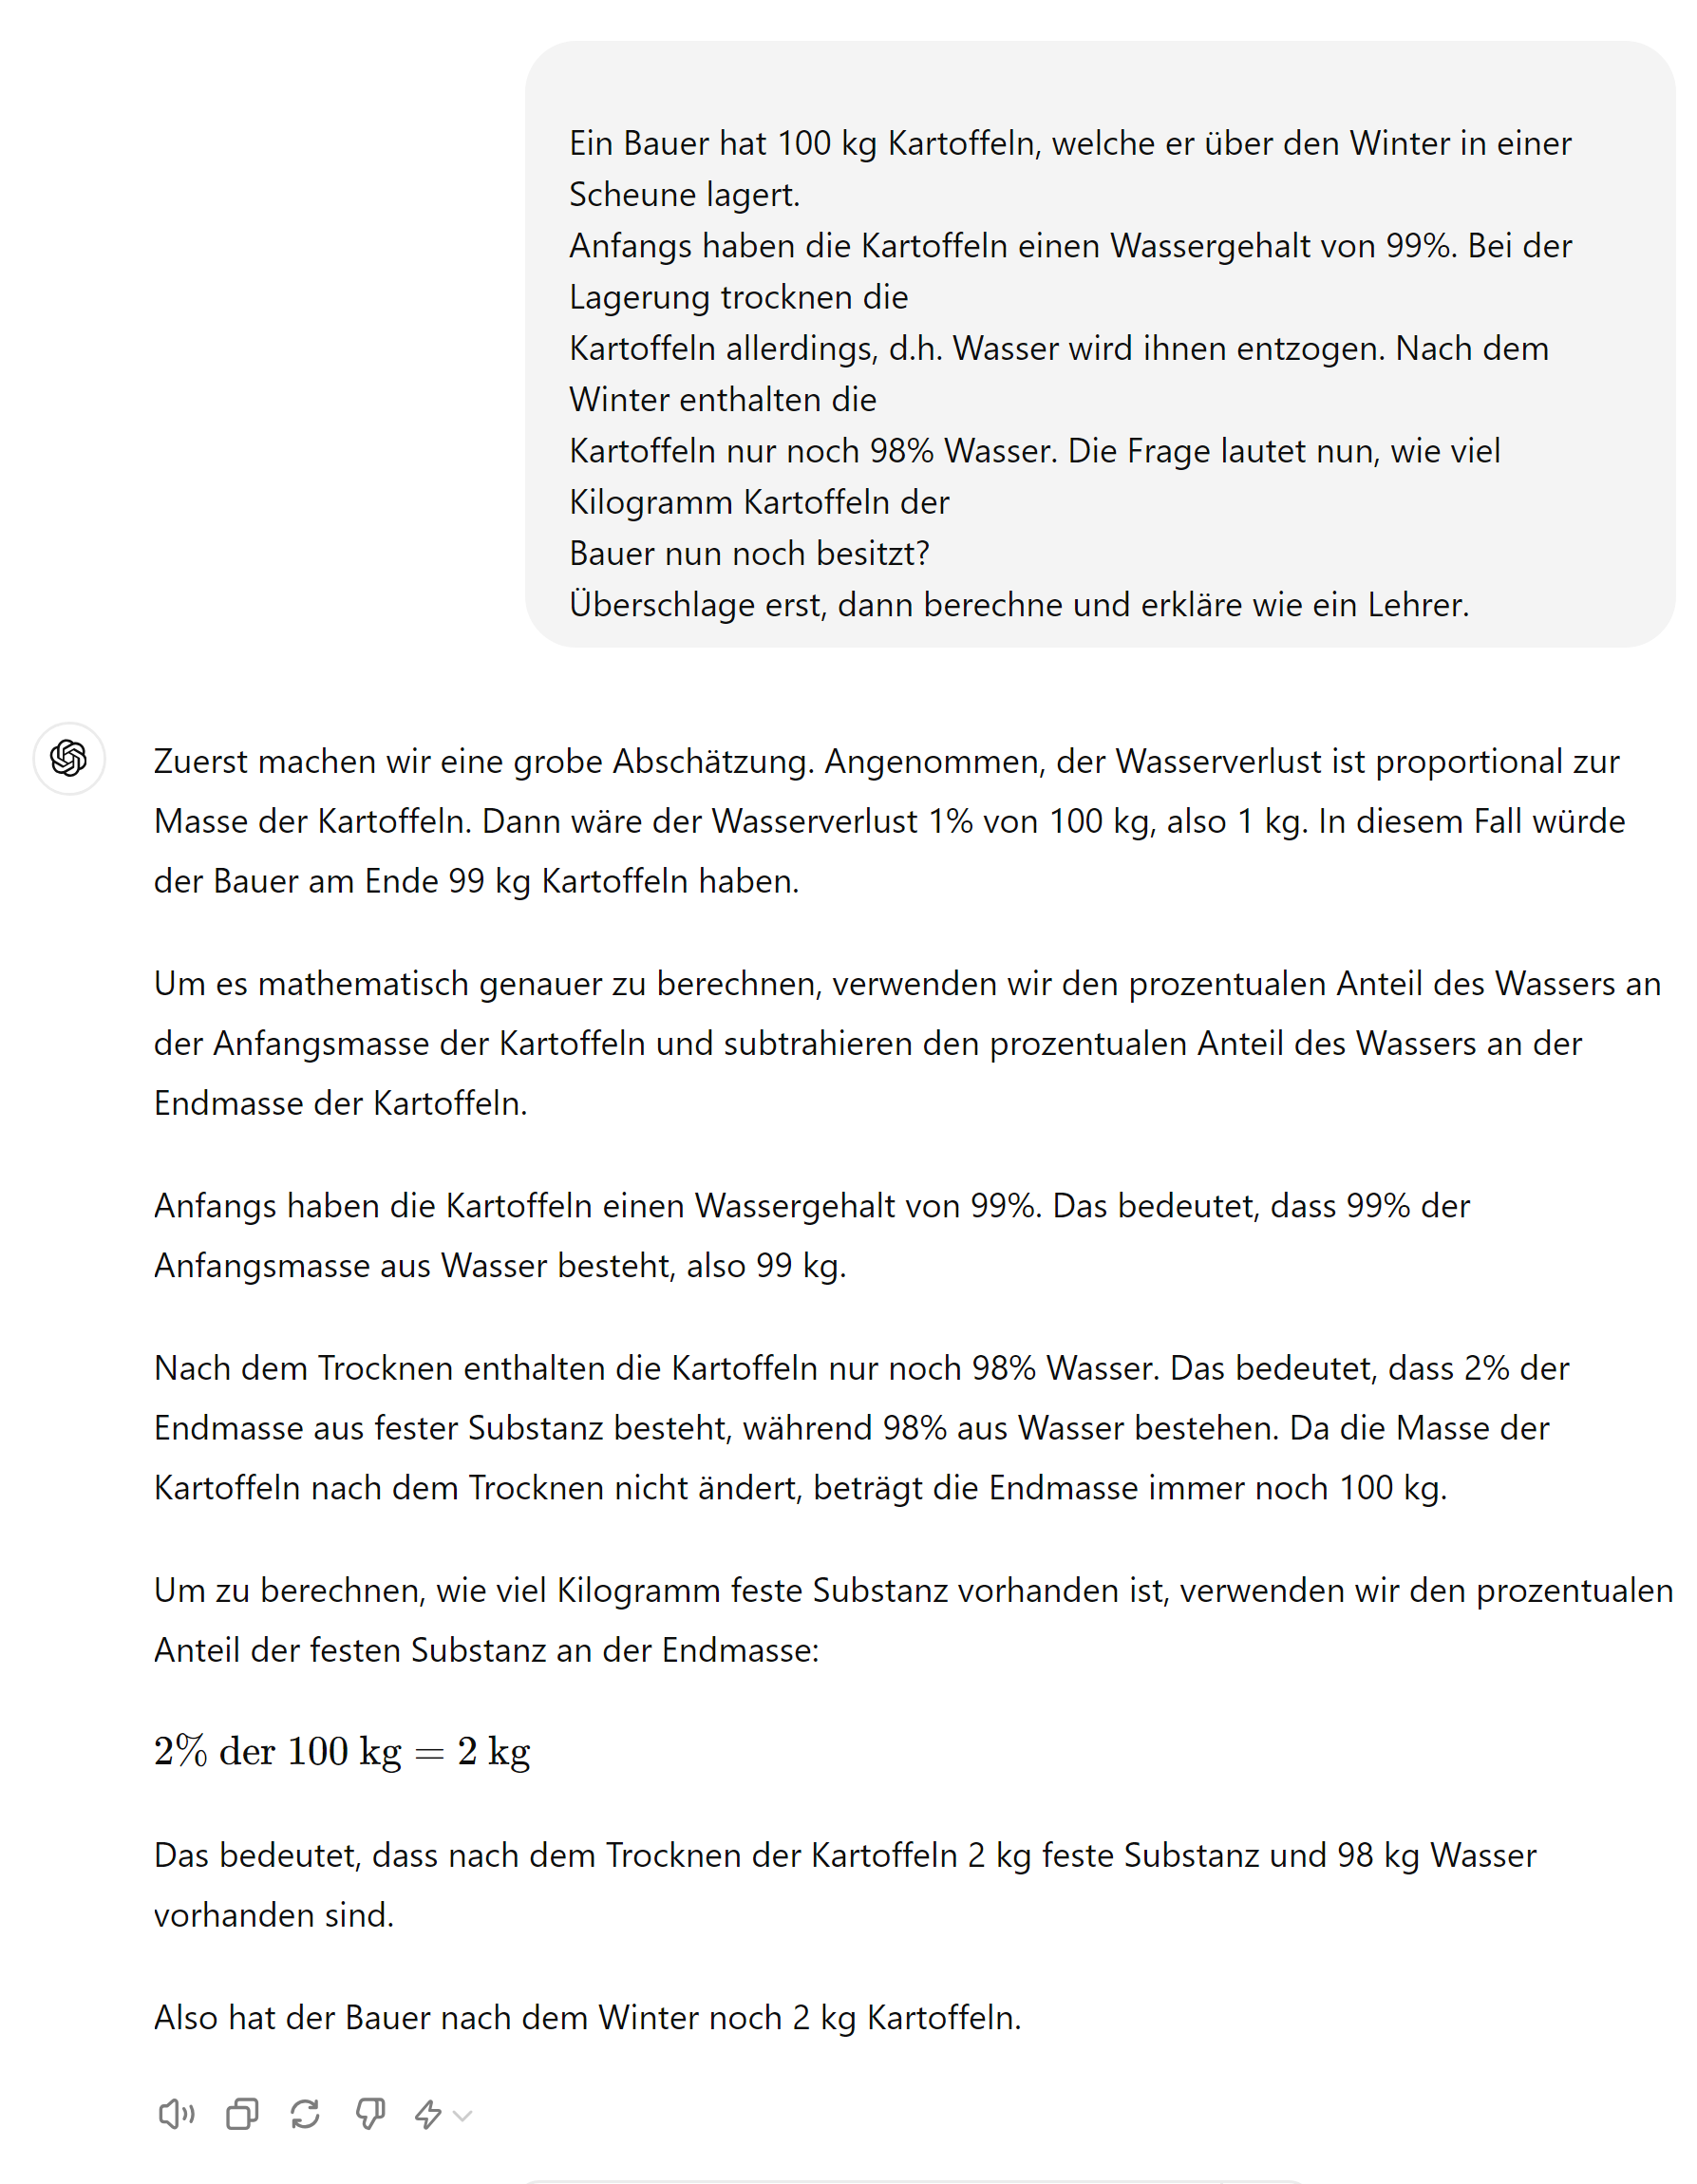 Ein Bauer hat 100 kg Kartoffeln, welche er über den Winter in einer
Scheune lagert.
Anfangs haben die Kartoffeln einen Wassergehalt von 99%. Bei der
Lagerung trocknen die
Kartoffeln allerdings, d.h. Wasser wird ihnen entzogen. Nach dem
Winter enthalten die
Kartoffeln nur noch 98% Wasser. Die Frage lautet nun, wie viel
Kilogramm Kartoffeln der
Bauer nun noch besitzt?
Überschlage erst, dann berechne und erkläre wie ein Lehrer.
Zuerst machen wir eine grobe Abschätzung. Angenommen, der Wasserverlust ist proportional zur
Masse der Kartoffeln. Dann wäre der Wasserverlust 1% von 100 kg, also 1 kg. In diesem Fall würde
der Bauer am Ende 99 kg Kartoffeln haben.
Um es mathematisch genauer zu berechnen, verwenden wir den prozentualen Anteil des Wassers an
der Anfangsmasse der Kartoffeln und subtrahieren den prozentualen Anteil des Wassers an der
Endmasse der Kartoffeln.
Anfangs haben die Kartoffeln einen Wassergehalt von 99%. Das bedeutet, dass 99% der
Anfangsmasse aus Wasser besteht, also 99 kg.
Nach dem Trocknen enthalten die Kartoffeln nur noch 98% Wasser. Das bedeutet, dass 2% der
Endmasse aus fester Substanz besteht, während 98% aus Wasser bestehen. Da die Masse der
Kartoffeln nach dem Trocknen nicht ändert, beträgt die Endmasse immer noch 100 kg.
Um zu berechnen, wie viel Kilogramm feste Substanz vorhanden ist, verwenden wir den prozentualen
Anteil der festen Substanz an der Endmasse:
2% der 100 kg = 2 kg
Das bedeutet, dass nach dem Trocknen der Kartoffeln 2 kg feste Substanz und 98 kg Wasser
vorhanden sind.
Also hat der Bauer nach dem Winter noch 2 kg Kartoffeln.